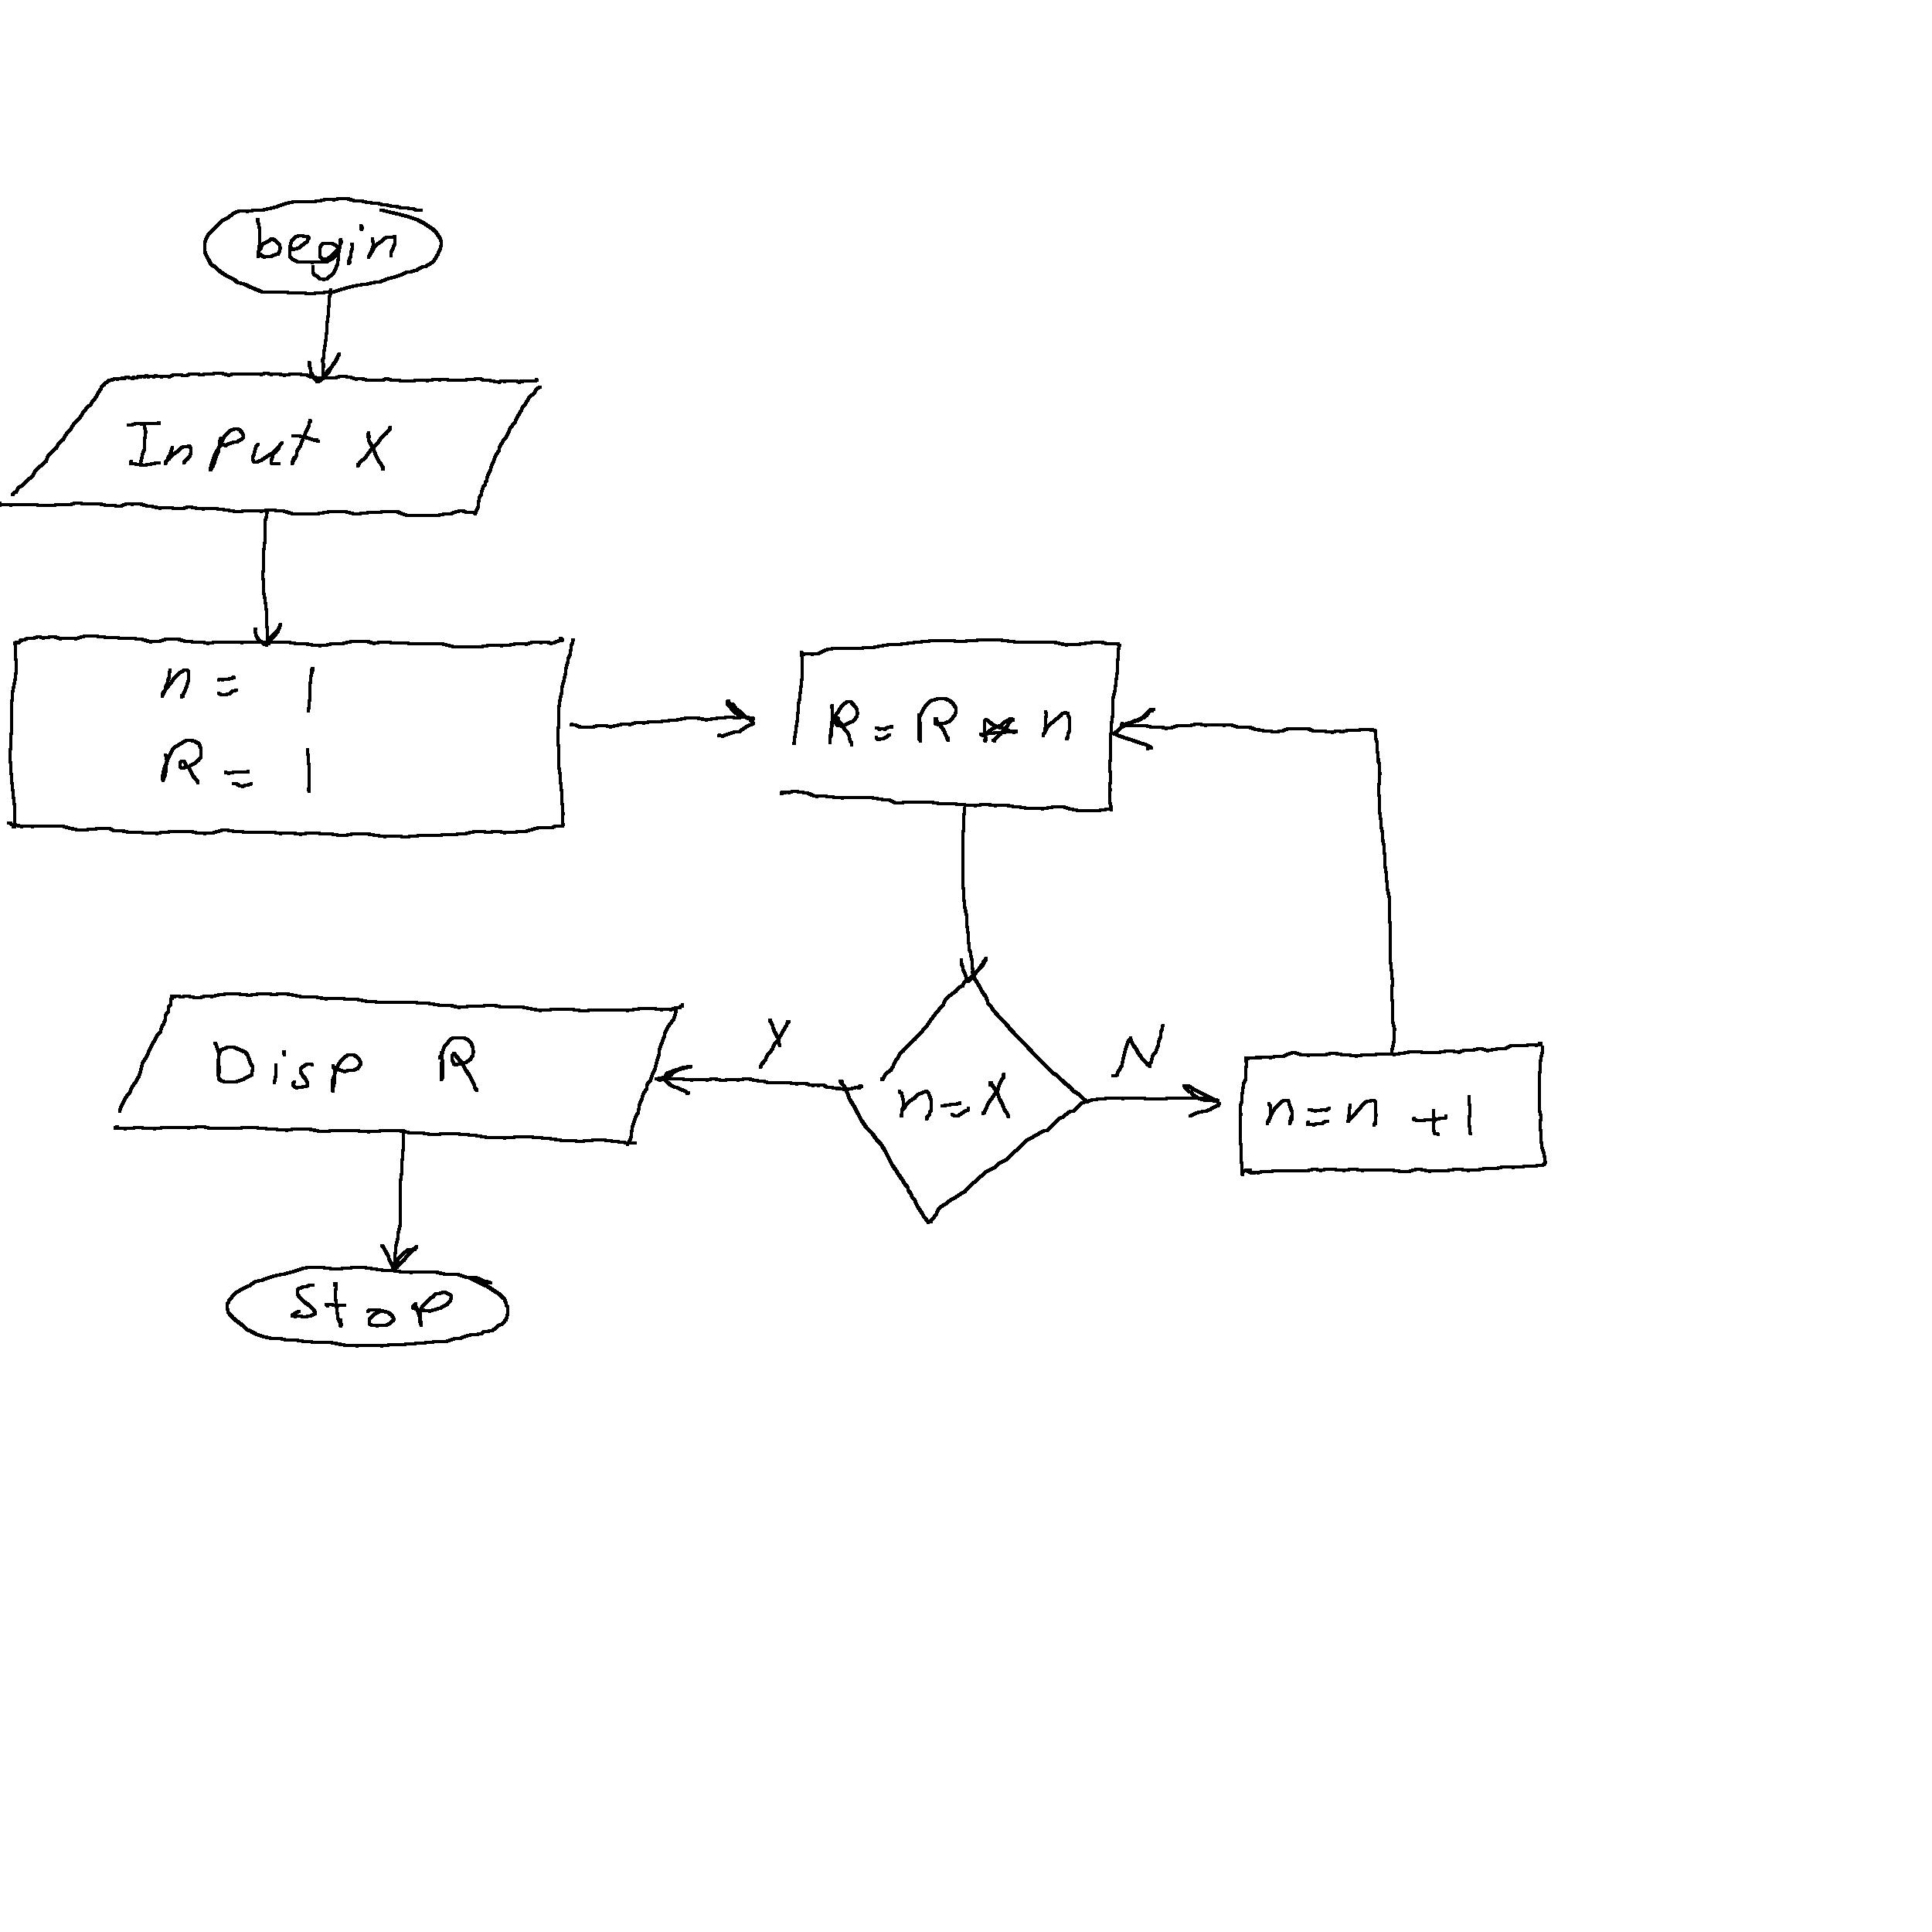 begin
Input X
n = 1
R = 1
R = R * n
n = X
Y
N
n = n + 1
Disp R
Stop